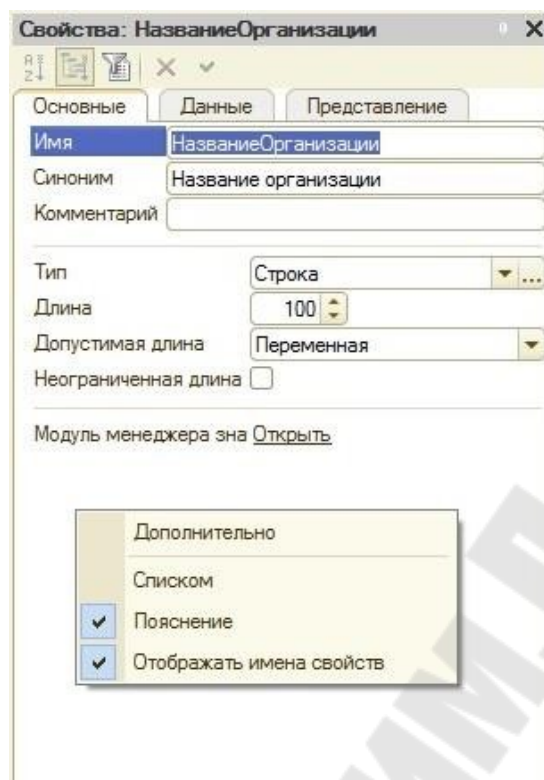 Свойства: НазваниеОрганизации
Основные Данные Представление
Имя НазваниеОрганизации
Синоним Название организации
Комментарий
Тип Строка ...
Длина 100
Допустимая длина Переменная
Неограниченная длина
Модуль менеджера зна Открыть
Дополнительно
Списком
Пояснение
Отображать имена свойств